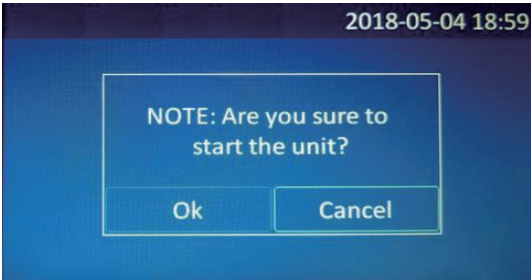 2018-05-04 18:59
NOTE: Are you sure to
start the unit?
Ok
Cancel